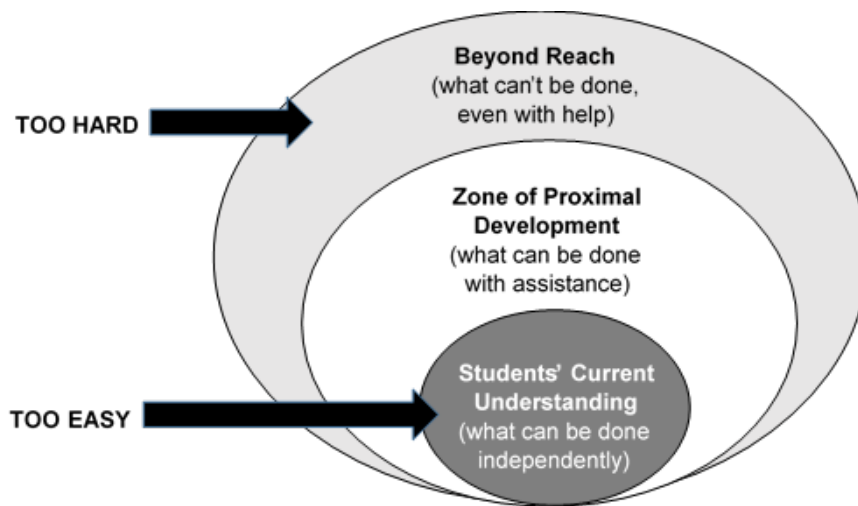 Beyond Reach
(what can't be done,
even with help)
TOO HARD
Zone of Proximal
Development
(what can be done
with assistance)
Students' Current
Understanding
(what can be done
independently)
TOO EASY